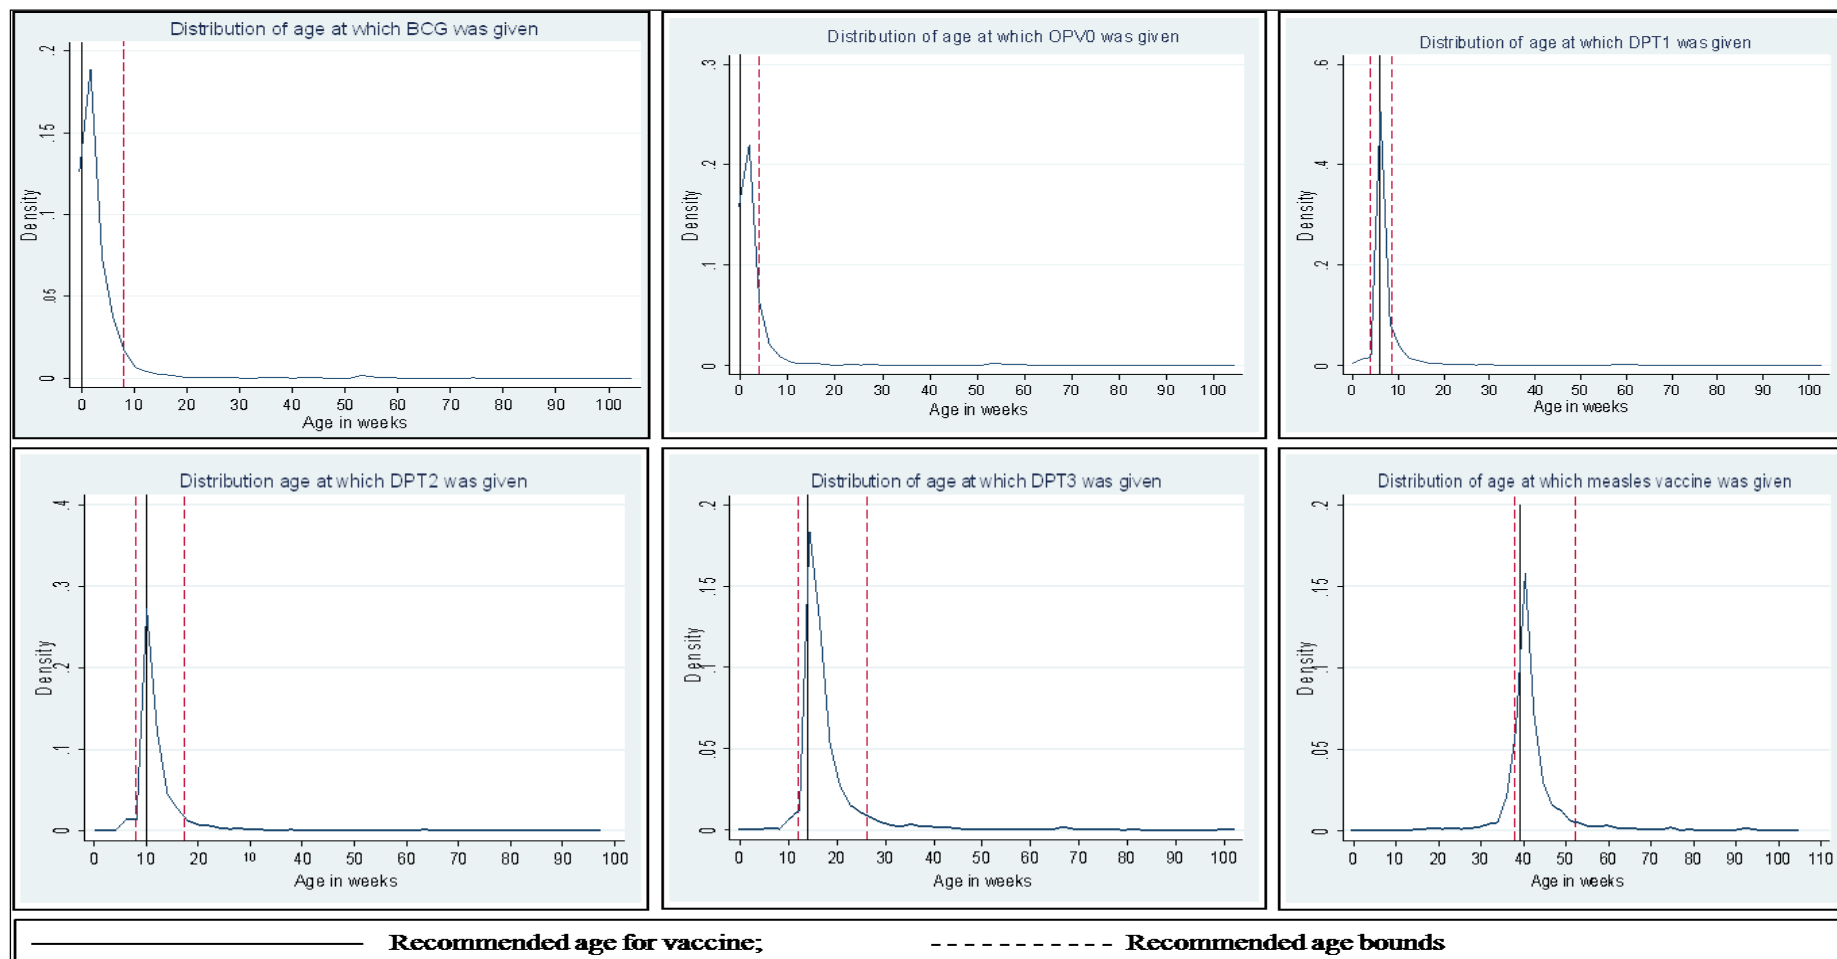 Distribution of age at which BCG was given
.2
.15
.1
.05
0
Density
0 10 20 30 40 50 60 70 80 90 100
Age in weeks
Distribution of age at which OPV0 was given
.3
.2
.1
0
Density
0 10 20 30 40 50 60 70 80 90 100
Age in weeks
Distribution of age at which DPT1 was given
.6
.4
.2
0
Density
0 10 20 30 40 50 60 70 80 90 100
Age in weeks
Distribution age at which DPT2 was given
.4
.3
.2
.1
0
Density
0 10 20 10 40 50 60 70 80 90 100
Age in weeks
Distribution of age at which DPT3 was given
.2
.15
.1
.05
0
Density
0 10 20 30 40 50 60 70 80 90 100
Age in weeks
Distribution of age at which measles vaccine was given
.2
.15
.1
.05
0
Density
0 10 20 30 40 50 60 70 80 90 100 110
Age in weeks
Recommended age for vaccine; Recommended age bounds